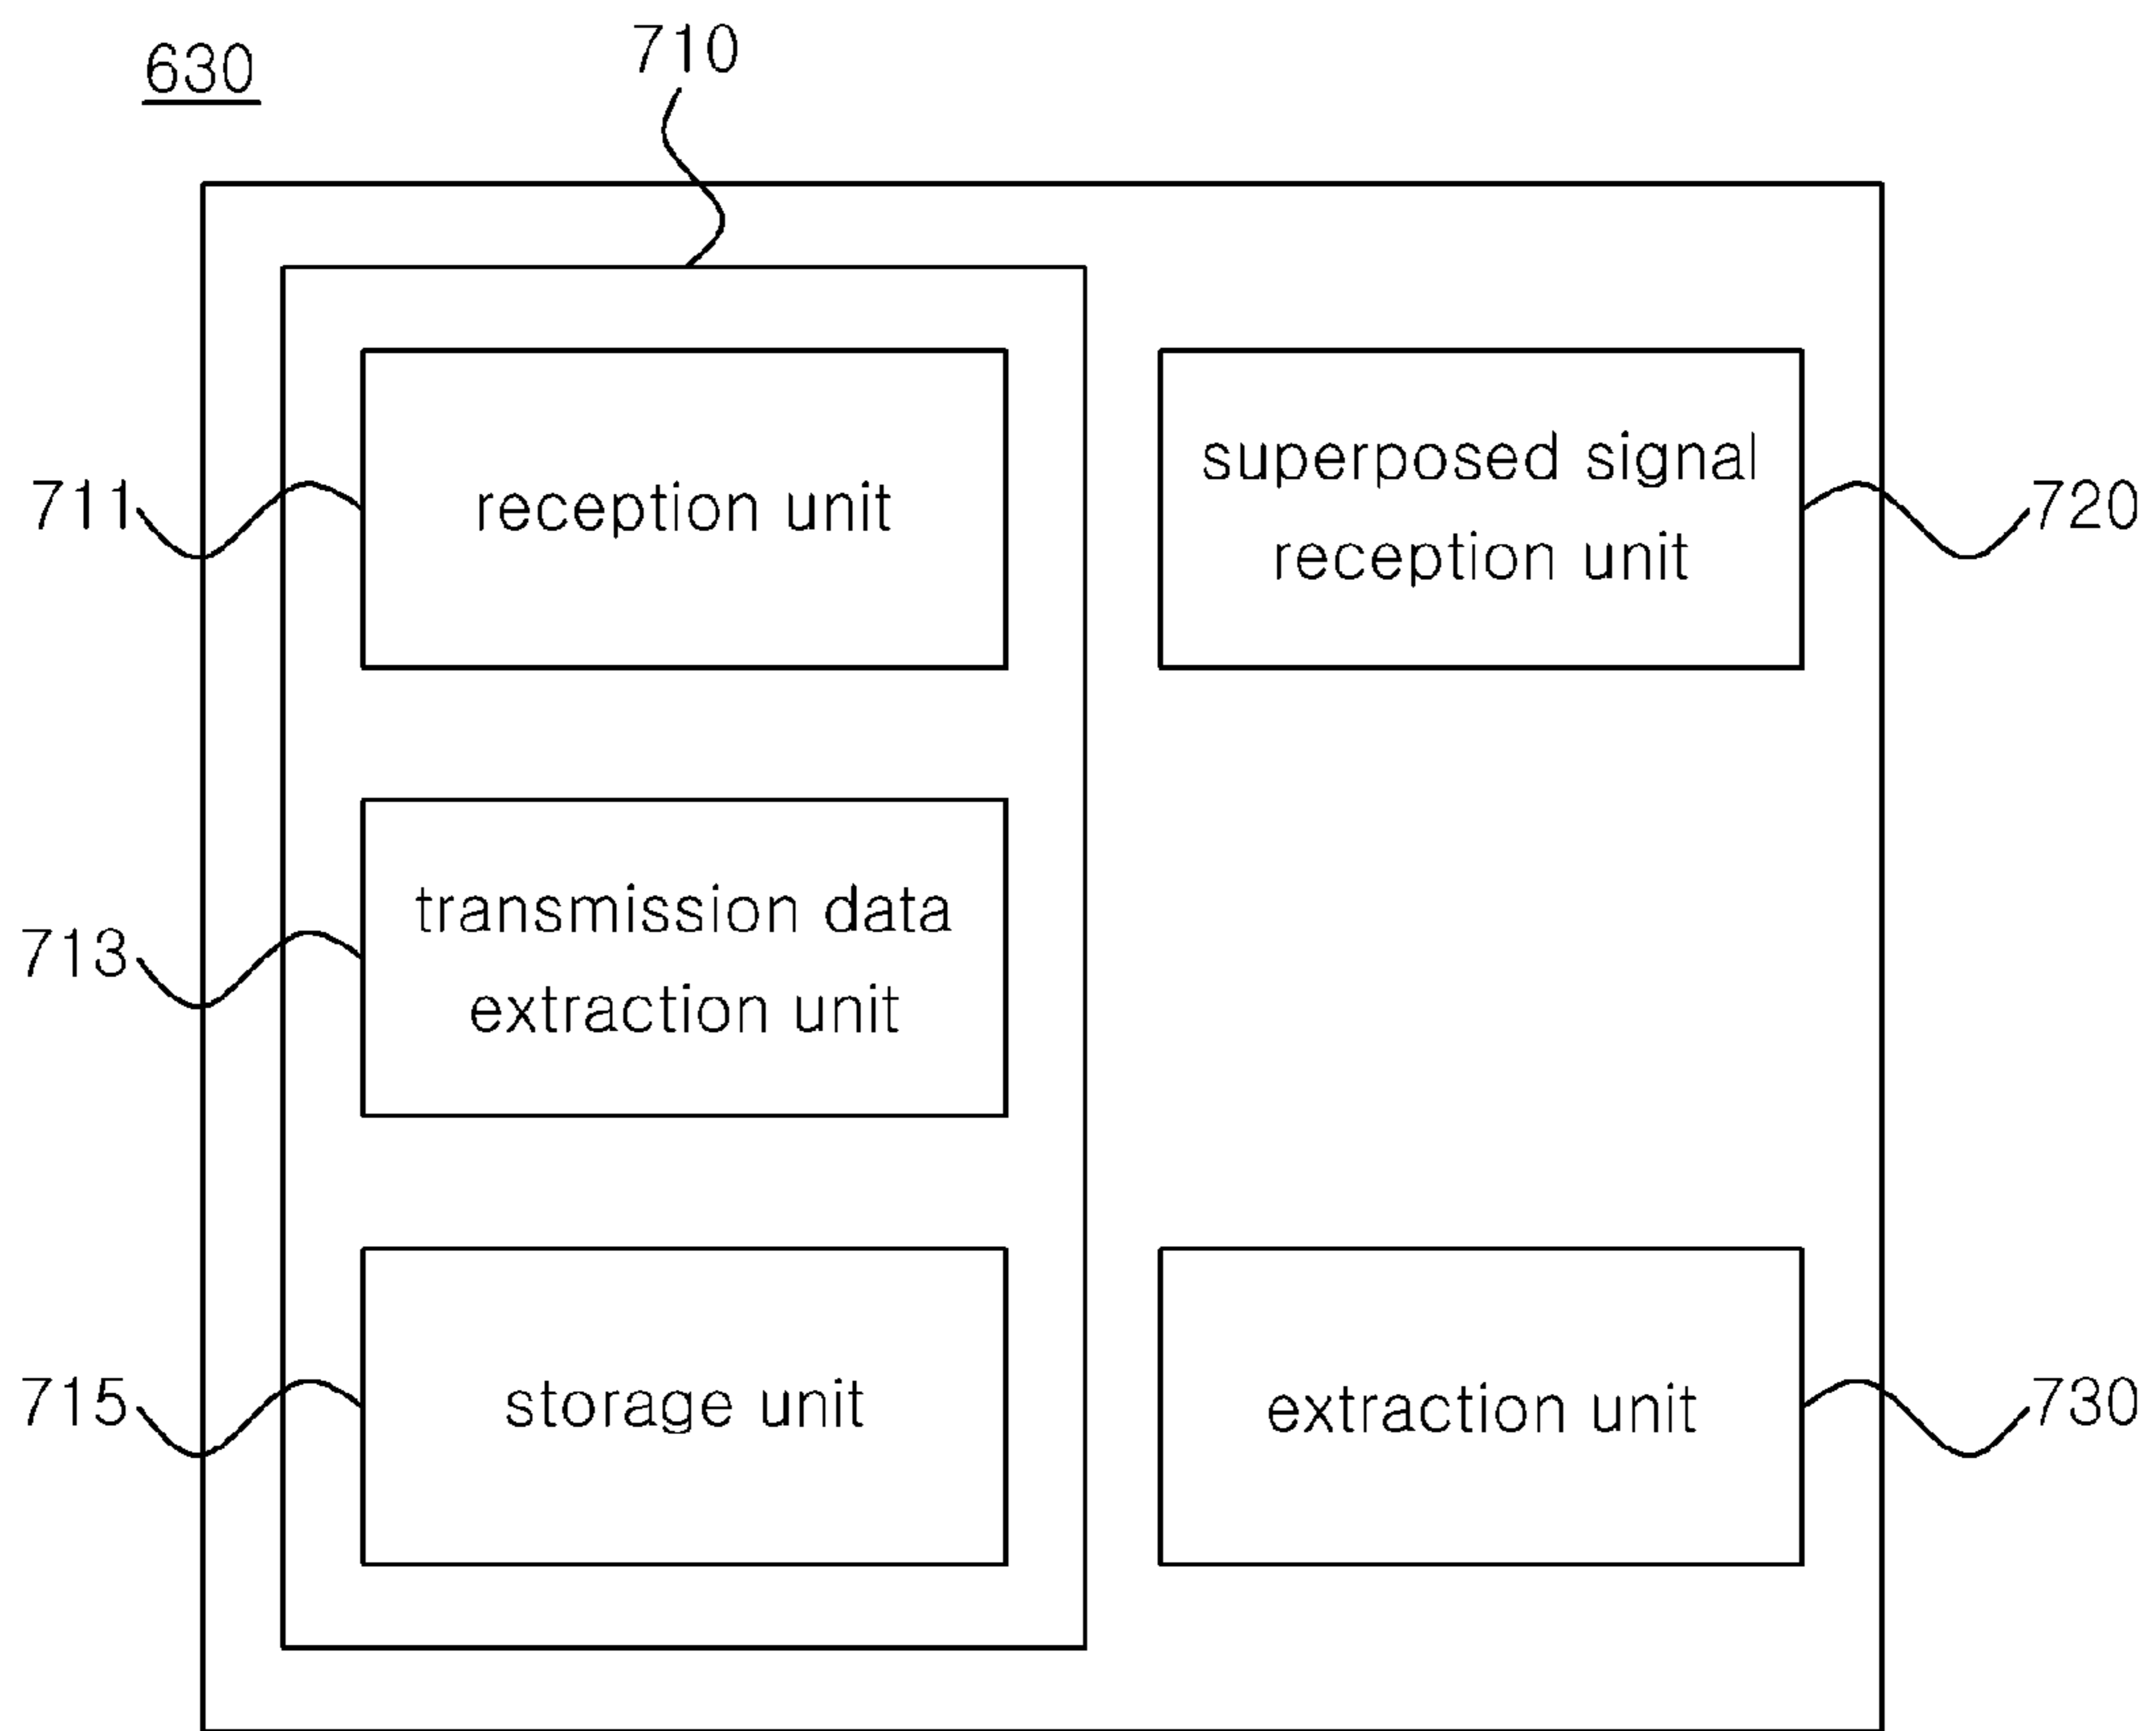 630
710
711
reception unit
superposed signal
reception unit
720
713
transmission data
extraction unit
715
storage unit
extraction unit
730